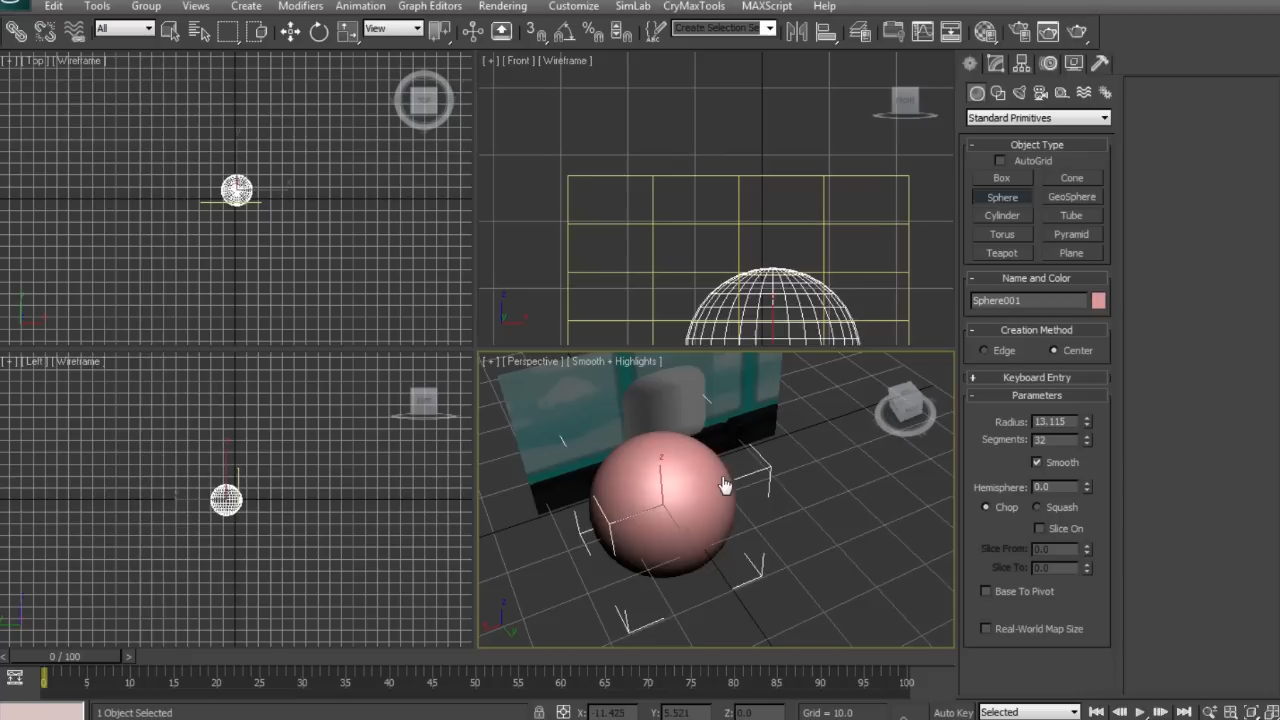 Edit Tools Group Views Create Modifiers Animation Graph Editors Rendering Customize SimLab CryMaxTools MAXScript Help
All View 3 Create Selection Se
[ + ] [ Top ] [ Wireframe ]
TOP
[ + ] [ Front ] [ Wireframe ]
FRONT
Standard Primitives
- Object Type
AutoGrid
Box Cone
Sphere GeoSphere
Cylinder Tube
Torus Pyramid
Teapot Plane
- Name and Color
Sphere001
- Creation Method
Edge Center
+ Keyboard Entry
- Parameters
Radius: 13.115
Segments: 32
Smooth
Hemisphere: 0.0
Chop Squash
Slice On
Slice From: 0.0
Slice To: 0.0
Base To Pivot
Real-World Map Size
[ + ] [ Left ] [ Wireframe ]
[ + ] [ Perspective ] [ Smooth + Highlights ]
z
z
x
z
x
y
< 0 / 100 >
0 5 10 15 20 25 30 35 40 45 50 55 60 65 70 75 80 85 90 95 100
1 Object Selected X: -11.425 Y: 5.521 Z: 0.0 Grid = 10.0 Auto Key Selected